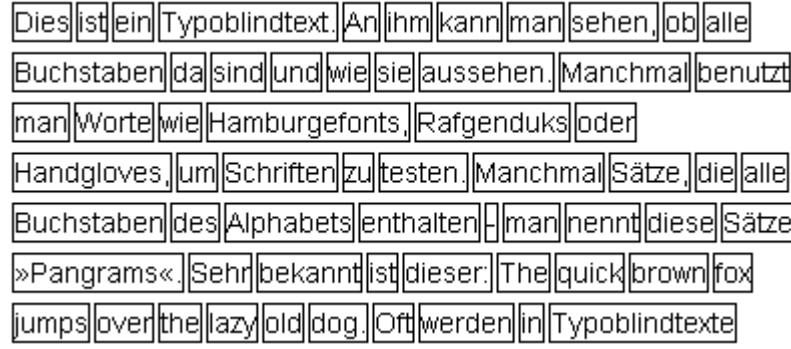 Dies ist ein Typoblindtext. An ihm kann man sehen, ob alle
Buchstaben da sind und wie sie aussehen. Manchmal benutzt
man Worte wie Hamburgefonts, Rafgenduks oder
Handgloves, um Schriften zu testen. Manchmal Sätze, die alle
Buchstaben des Alphabets enthalten - man nennt diese Sätze
»Pangrams«. Sehr bekannt ist dieser: The quick brown fox
jumps over the lazy old dog. Oft werden in Typoblindtexte